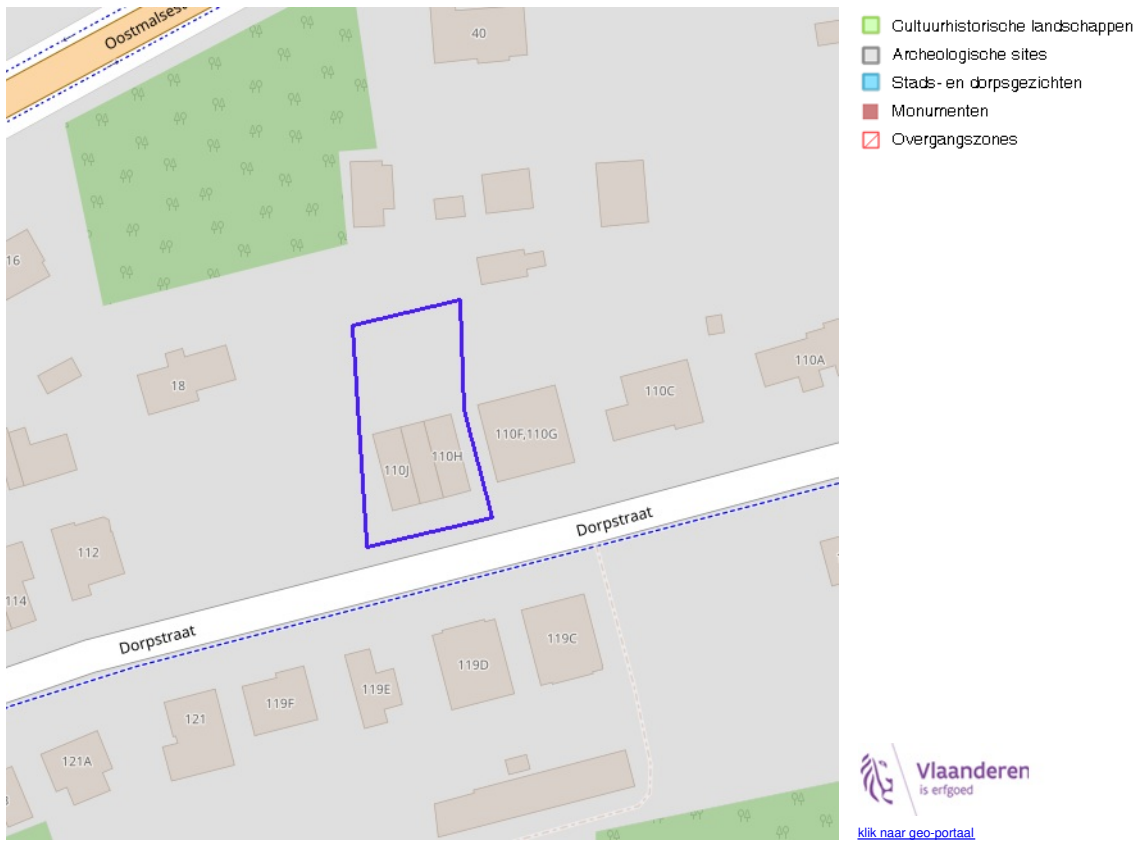 Oostmalsest
40
16
18
110A
110C
110F,110G
110H
110J
Dorpstraat
112
114
Dorpstraat
119C
119D
119E
119F
121
121A
Cultuurhistorische landschappen
Archeologische sites
Stads- en dorpsgezichten
Monumenten
Overgangszones
Vlaanderen
is erfgoed
klik naar geo-portaal